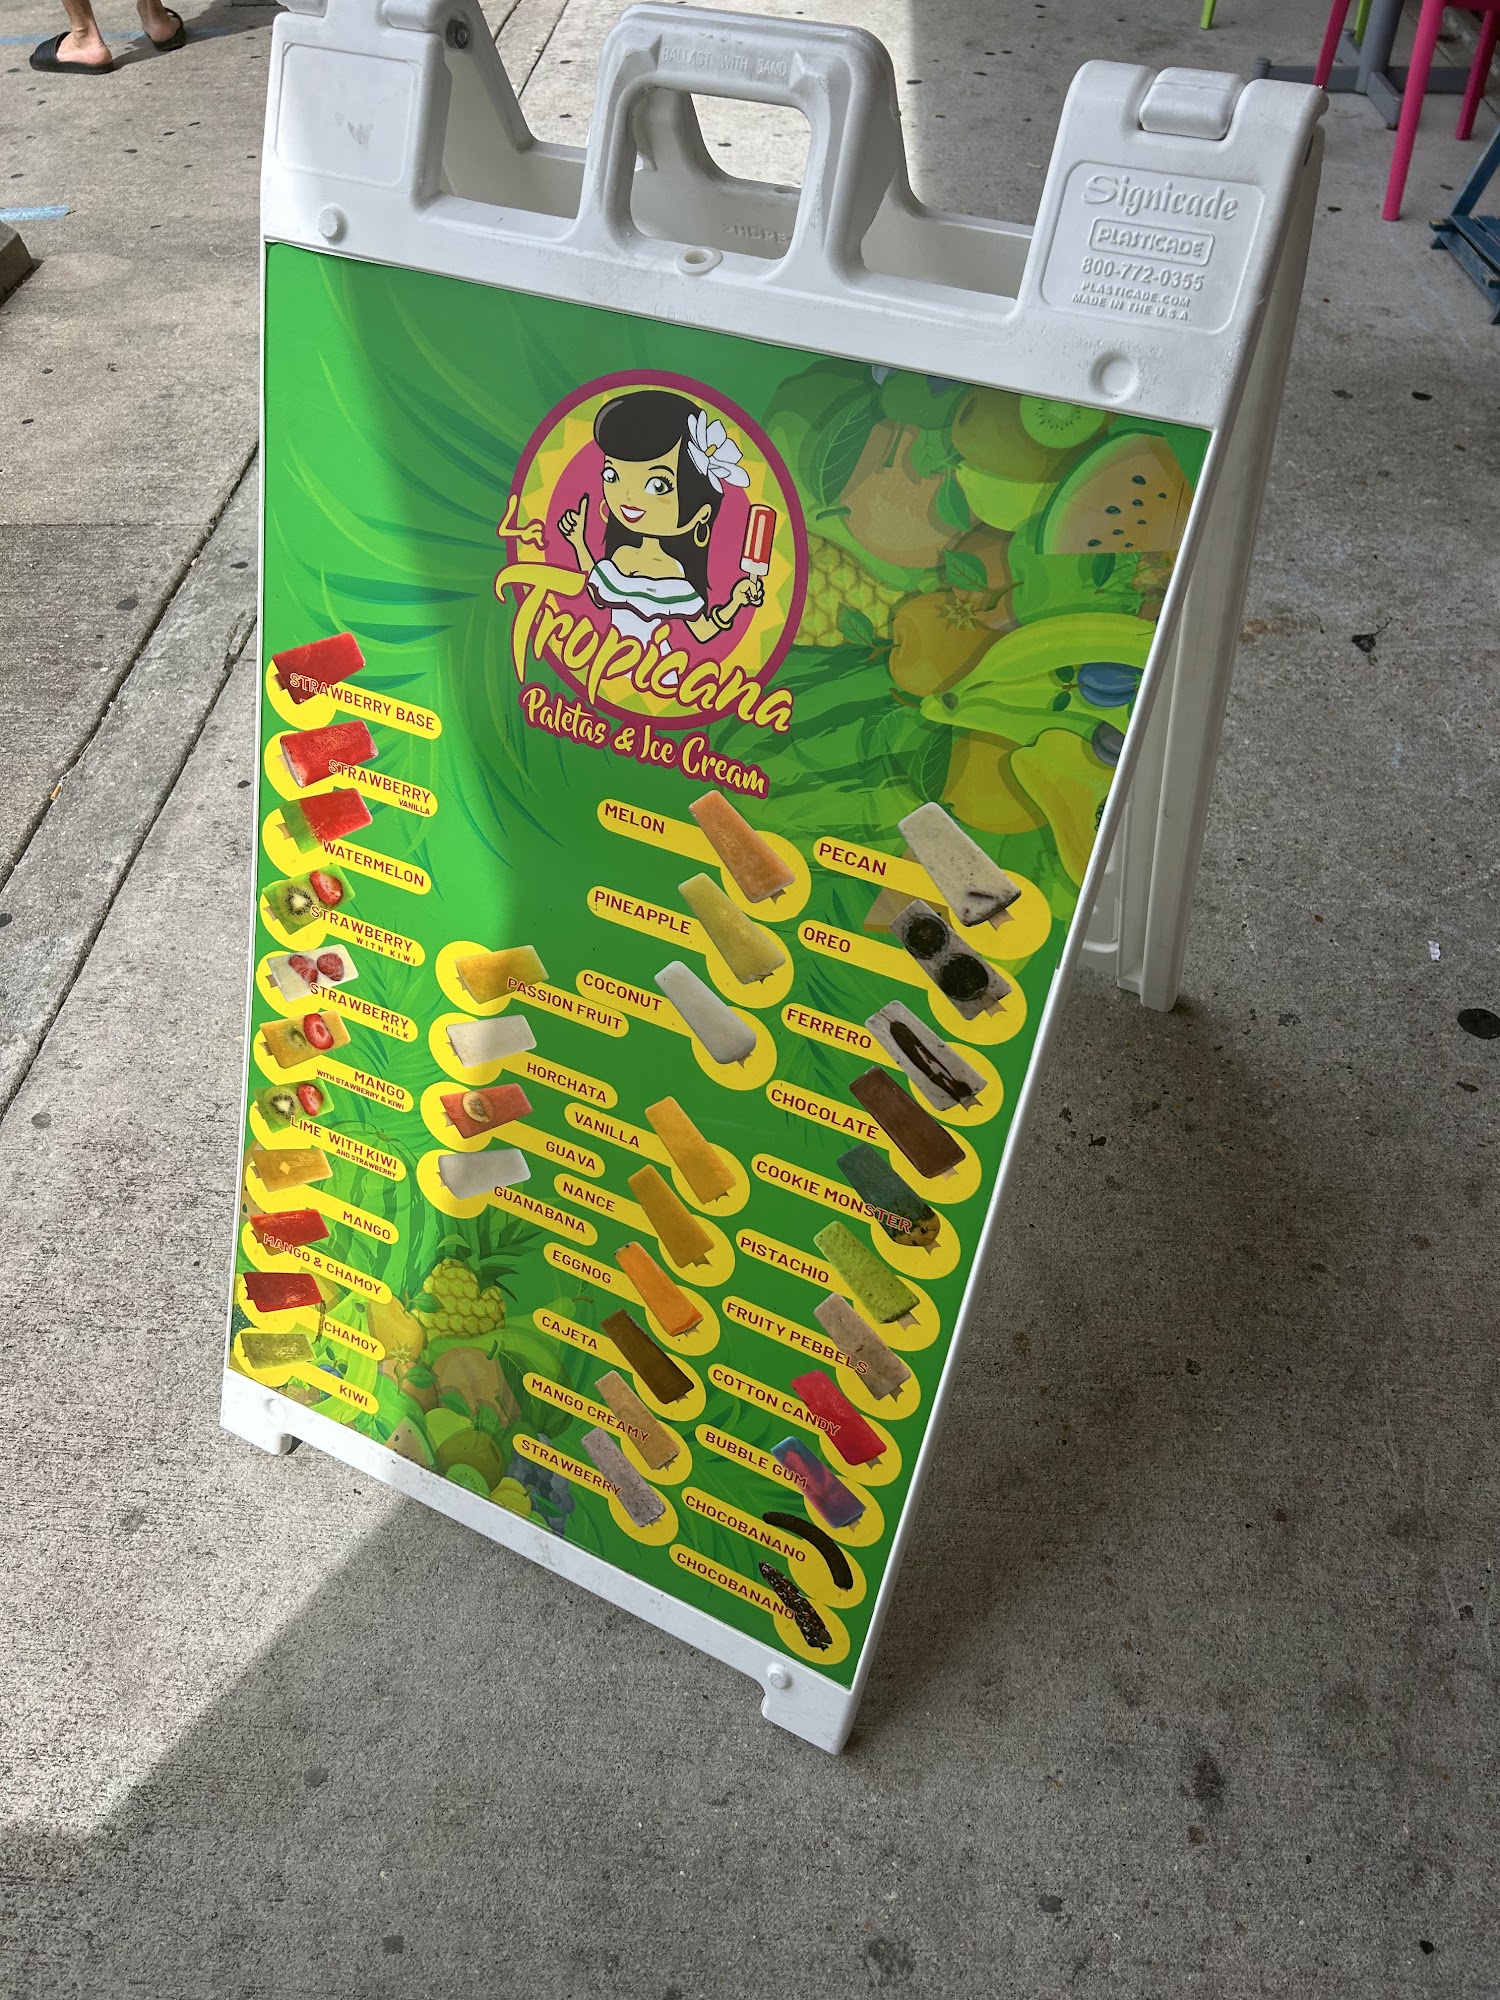 BALLAST WITH SAND
>HDPE<
Signicade
PLASTICADE
800-772-0355
PLASTICADE.COM
MADE IN THE U.S.A.
La
Tropicana
Paletas & Ice Cream
STRAWBERRY BASE
STRAWBERRY
VANILLA
WATERMELON
STRAWBERRY
WITH KIWI
STRAWBERRY
MILK
MANGO
WITH STAWBERRY & KIWI
LIME WITH KIWI
AND STRAWBERRY
MANGO
MANGO & CHAMOY
CHAMOY
KIWI
PASSION FRUIT
HORCHATA
GUAVA
GUANABANA
MELON
PINEAPPLE
COCONUT
VANILLA
NANCE
EGGNOG
CAJETA
MANGO CREAMY
STRAWBERRY
PECAN
OREO
FERRERO
CHOCOLATE
COOKIE MONSTER
PISTACHIO
FRUITY PEBBELS
COTTON CANDY
BUBBLE GUM
CHOCOBANANO
CHOCOBANANO